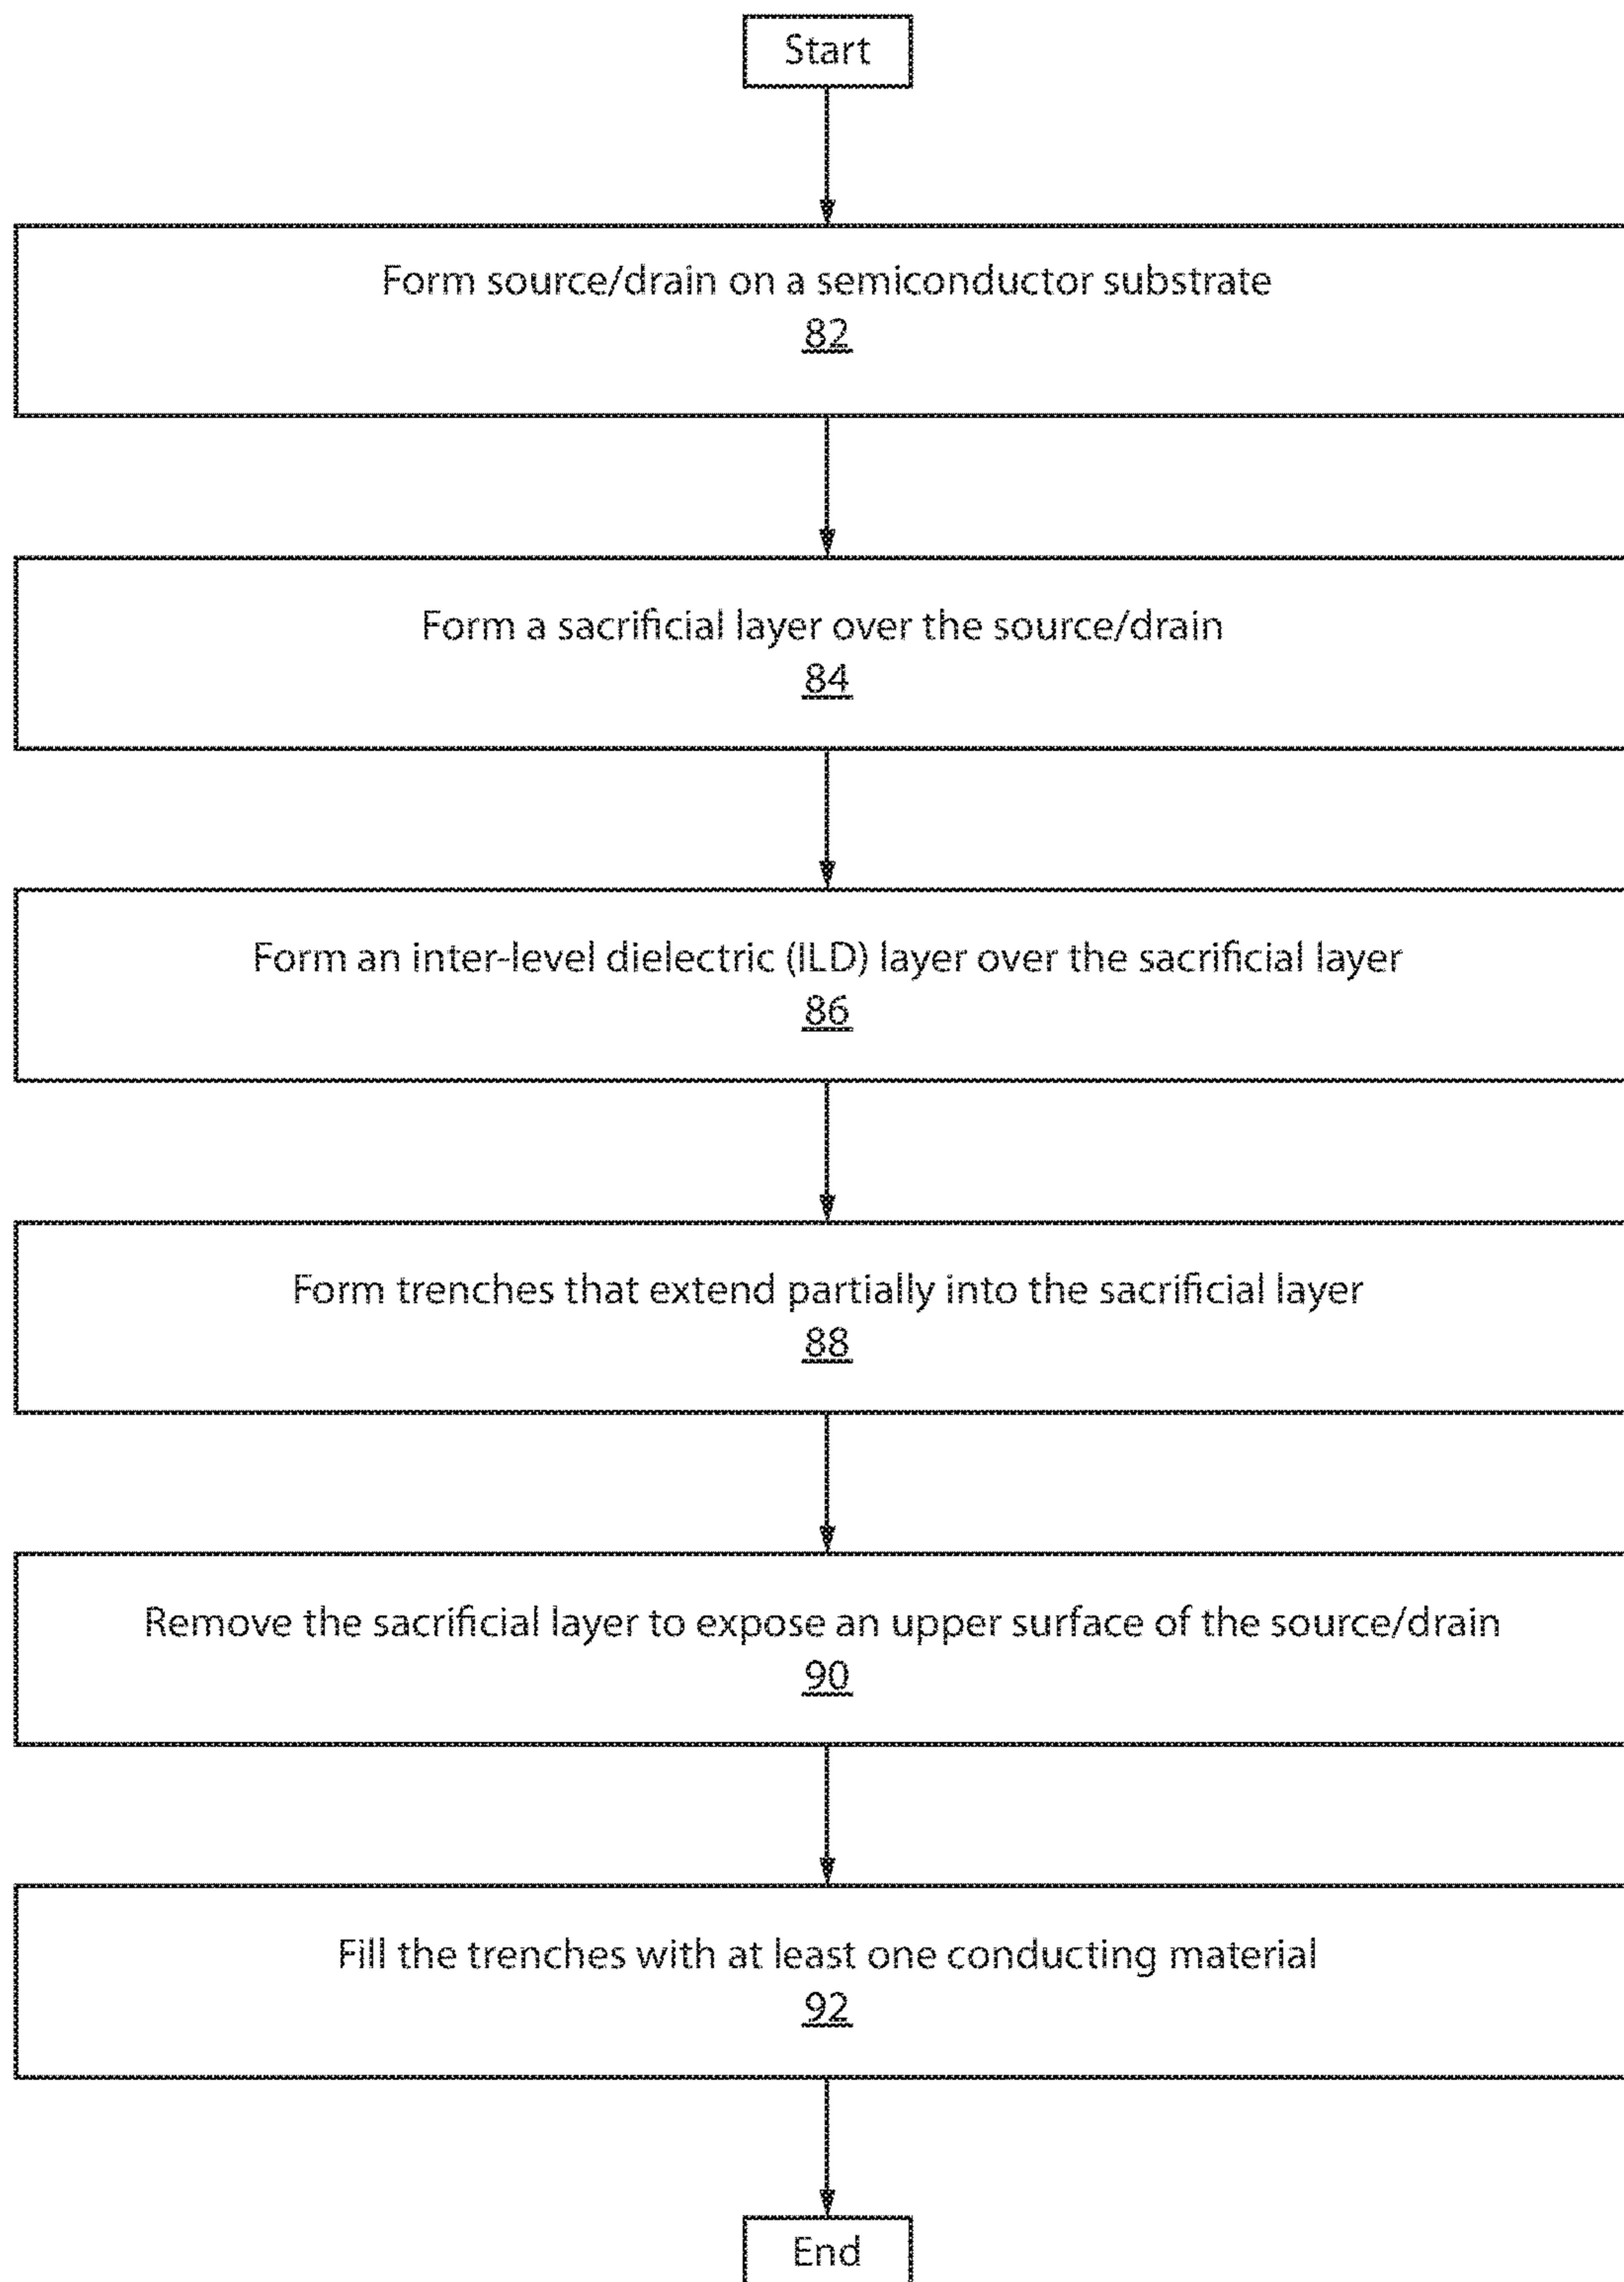 Start
Form source/drain on a semiconductor substrate
82
Form a sacrificial layer over the source/drain
84
Form an inter-level dielectric (ILD) layer over the sacrificial layer
86
Form trenches that extend partially into the sacrificial layer
88
Remove the sacrificial layer to expose an upper surface of the source/drain
90
Fill the trenches with at least one conducting material
92
End